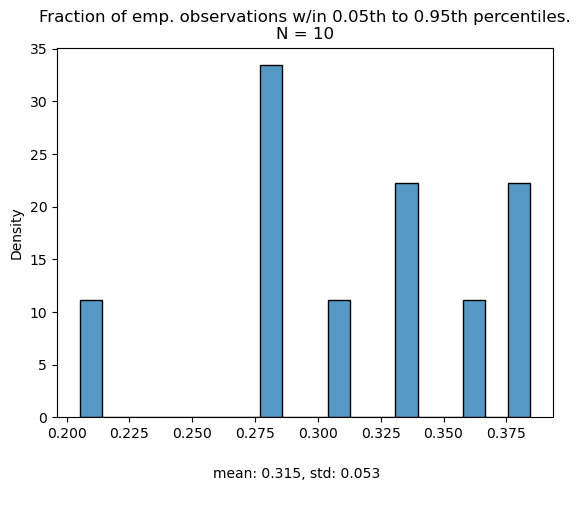 Fraction of emp. observations w/in 0.05th to 0.95th percentiles.
N = 10
35
30
25
20
15
10
5
0
Density
0.200 0.225 0.250 0.275 0.300 0.325 0.350 0.375
mean: 0.315, std: 0.053